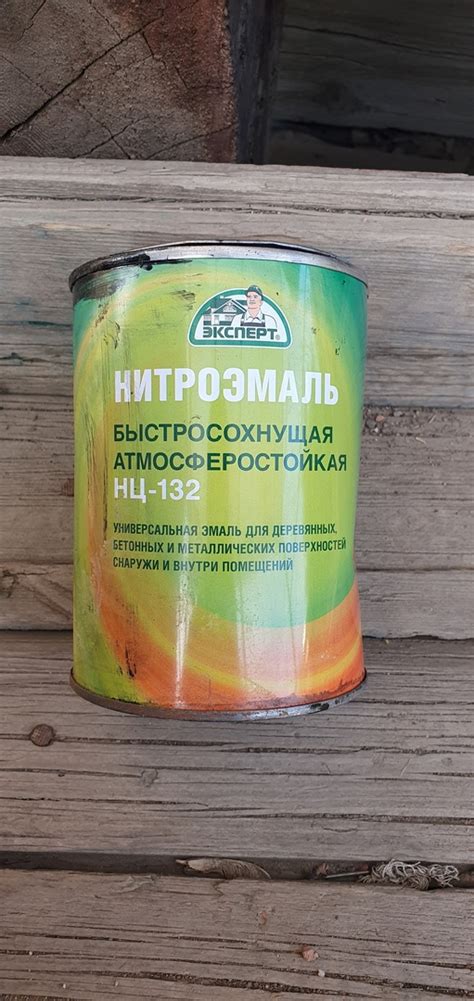 ЭКСПЕРТ®
НИТРОЭМАЛЬ
БЫСТРОСОХНУЩАЯ
АТМОСФЕРОСТОЙКАЯ
НЦ-132
УНИВЕРСАЛЬНАЯ ЭМАЛЬ ДЛЯ ДЕРЕВЯННЫХ,
БЕТОННЫХ И МЕТАЛЛИЧЕСКИХ ПОВЕРХНОСТЕЙ
СНАРУЖИ И ВНУТРИ ПОМЕЩЕНИЙ